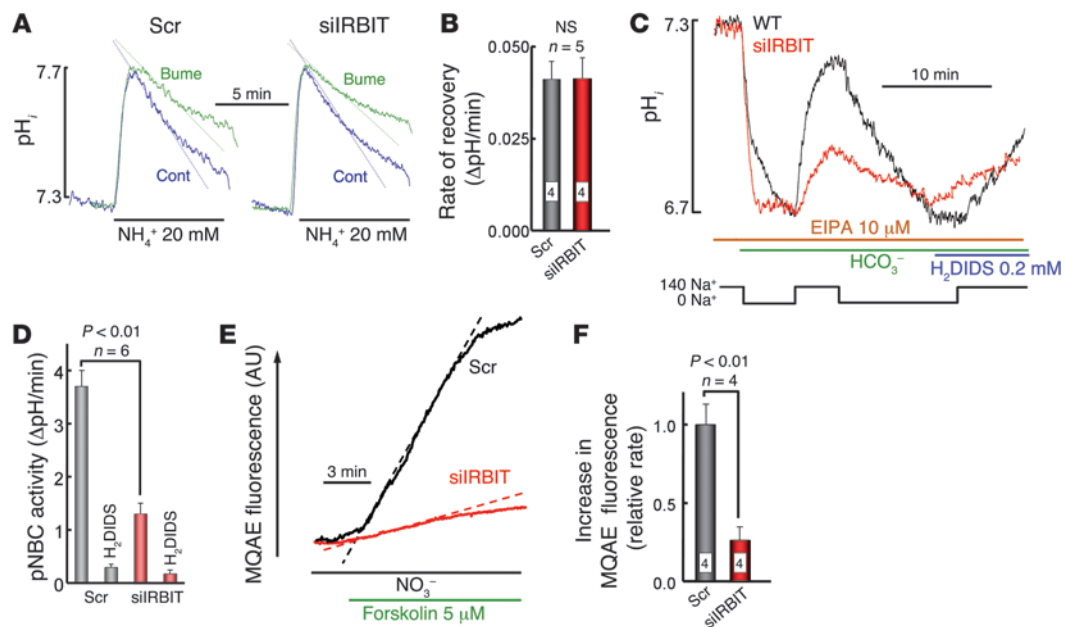 A
Scr
siIRBIT
7.7
7.3
pHi
Bume
Cont
5 min
Bume
Cont
NH4+ 20 mM
NH4+ 20 mM
B
NS
n = 5
Rate of recovery
(ΔpH/min)
0.050
0.025
0.000
4
4
Scr
siIRBIT
C
7.3
6.7
pHi
WT
siIRBIT
10 min
EIPA 10 μM
HCO3−
H2DIDS 0.2 mM
140 Na+
0 Na+
D
P < 0.01
n = 6
pNBC activity (ΔpH/min)
4
2
0
H2DIDS
H2DIDS
Scr
siIRBIT
E
MQAE fluorescence (AU)
Scr
3 min
siIRBIT
NO3−
Forskolin 5 μM
F
P < 0.01
n = 4
Increase in
MQAE fluorescence
(relative rate)
1.0
0.5
0.0
4
4
Scr
siIRBIT